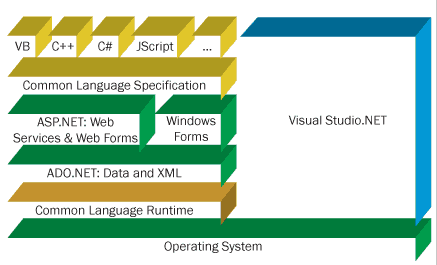 VB C++ C# JScript ...
Common Language Specification
ASP.NET: Web
Services & Web Forms
Windows
Forms
Visual Studio.NET
ADO.NET: Data and XML
Common Language Runtime
Operating System